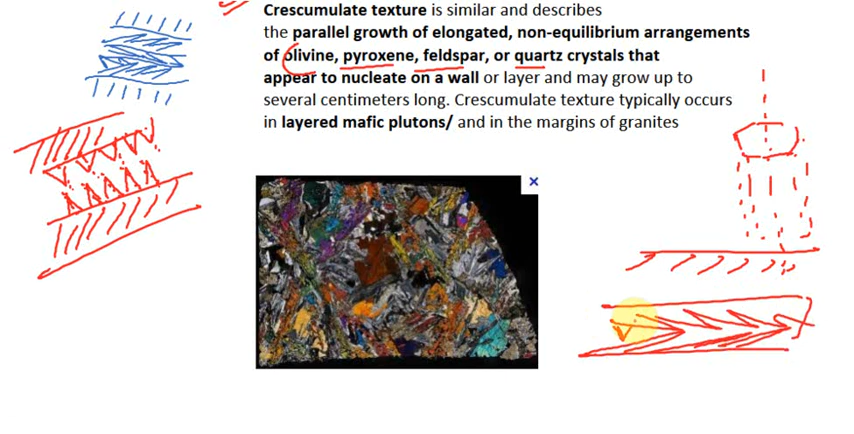 Crescumulate texture is similar and describes
the parallel growth of elongated, non-equilibrium arrangements
of olivine, pyroxene, feldspar, or quartz crystals that
appear to nucleate on a wall or layer and may grow up to
several centimeters long. Crescumulate texture typically occurs
in layered mafic plutons/ and in the margins of granites